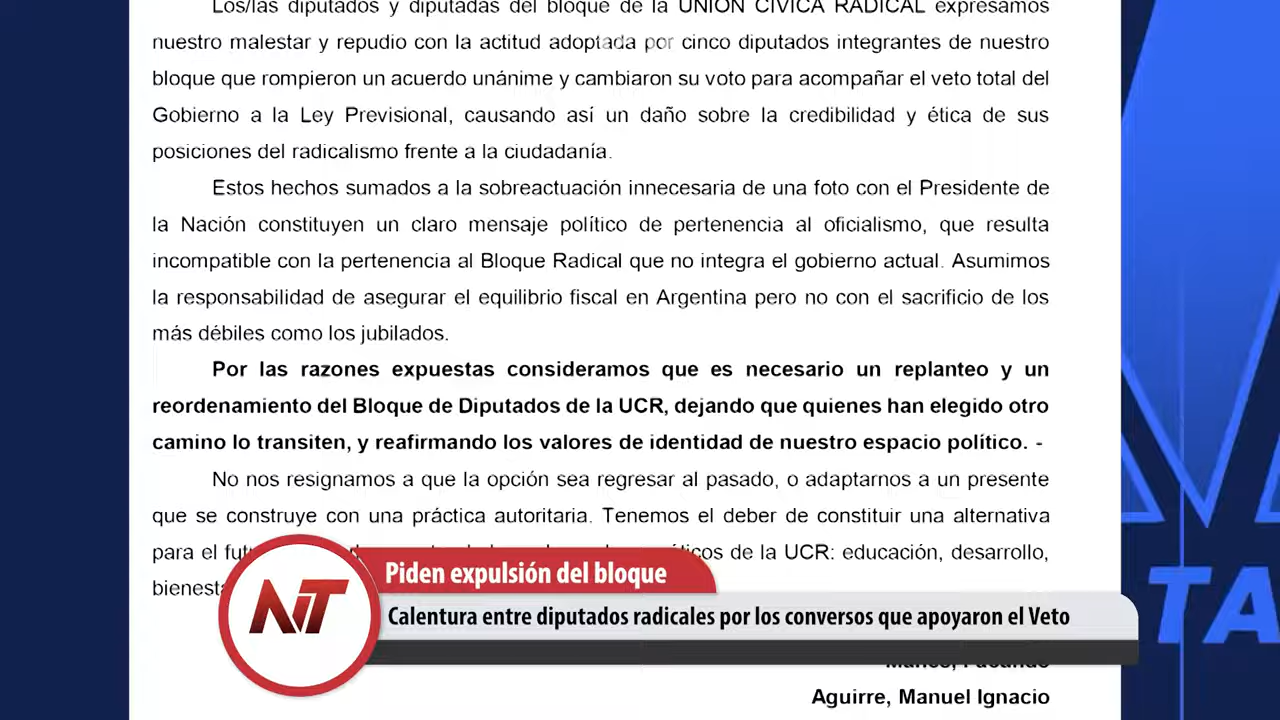 Los/las diputados y diputadas del bloque de la UNIÓN CÍVICA RADICAL expresamos
nuestro malestar y repudio con la actitud adoptada por cinco diputados integrantes de nuestro
bloque que rompieron un acuerdo unánime y cambiaron su voto para acompañar el veto total del
Gobierno a la Ley Previsional, causando así un daño sobre la credibilidad y ética de sus
posiciones del radicalismo frente a la ciudadanía.
Estos hechos sumados a la sobreactuación innecesaria de una foto con el Presidente de
la Nación constituyen un claro mensaje político de pertenencia al oficialismo, que resulta
incompatible con la pertenencia al Bloque Radical que no integra el gobierno actual. Asumimos
la responsabilidad de asegurar el equilibrio fiscal en Argentina pero no con el sacrificio de los
más débiles como los jubilados.
Por las razones expuestas consideramos que es necesario un replanteo y un
reordenamiento del Bloque de Diputados de la UCR, dejando que quienes han elegido otro
camino lo transiten, y reafirmando los valores de identidad de nuestro espacio político. -
No nos resignamos a que la opción sea regresar al pasado, o adaptarnos a un presente
que se construye con una práctica autoritaria. Tenemos el deber de constituir una alternativa
para el de la UCR: educación, desarrollo,
NT
Piden expulsión del bloque
Calentura entre diputados radicales por los conversos que apoyaron el Veto
TA
Aguirre, Manuel Ignacio